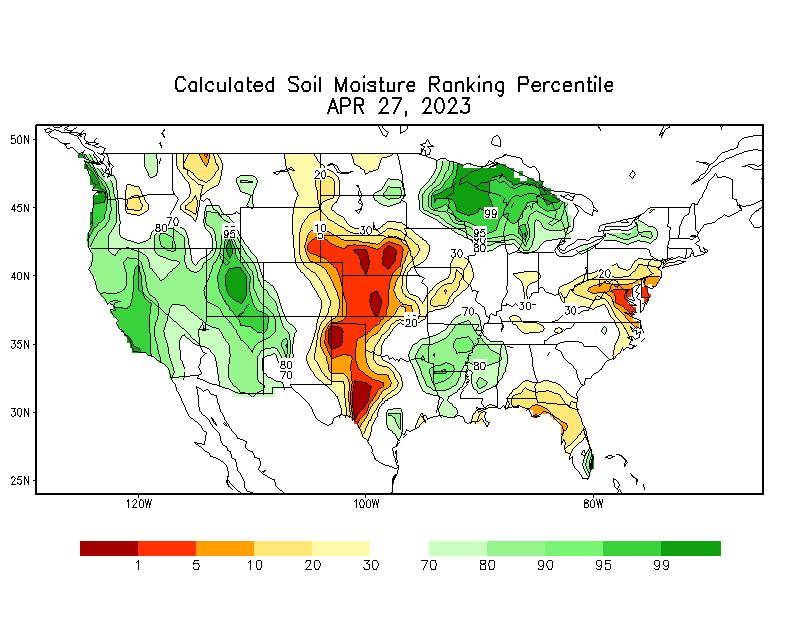 Calculated Soil Moisture Ranking Percentile
APR 27, 2023
50N
45N
40N
35N
30N
25N
20
70
80
95
10
5
30
99
95
90
80
30
20
30
30
30
20
70
80
80
70
120W
100W
80W
1 5 10 20 30 70 80 90 95 99